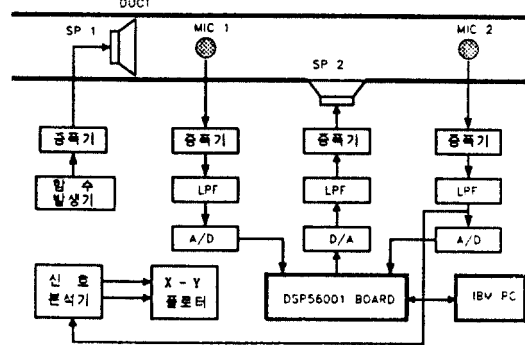 DUCT
SP 1
MIC 1
SP 2
MIC 2
증폭기
증폭기
증폭기
증폭기
함 수
발생기
LPF
LPF
LPF
A/D
D/A
A/D
신 호
분석기
X - Y
플로터
DSP56001 BOARD
IBM PC